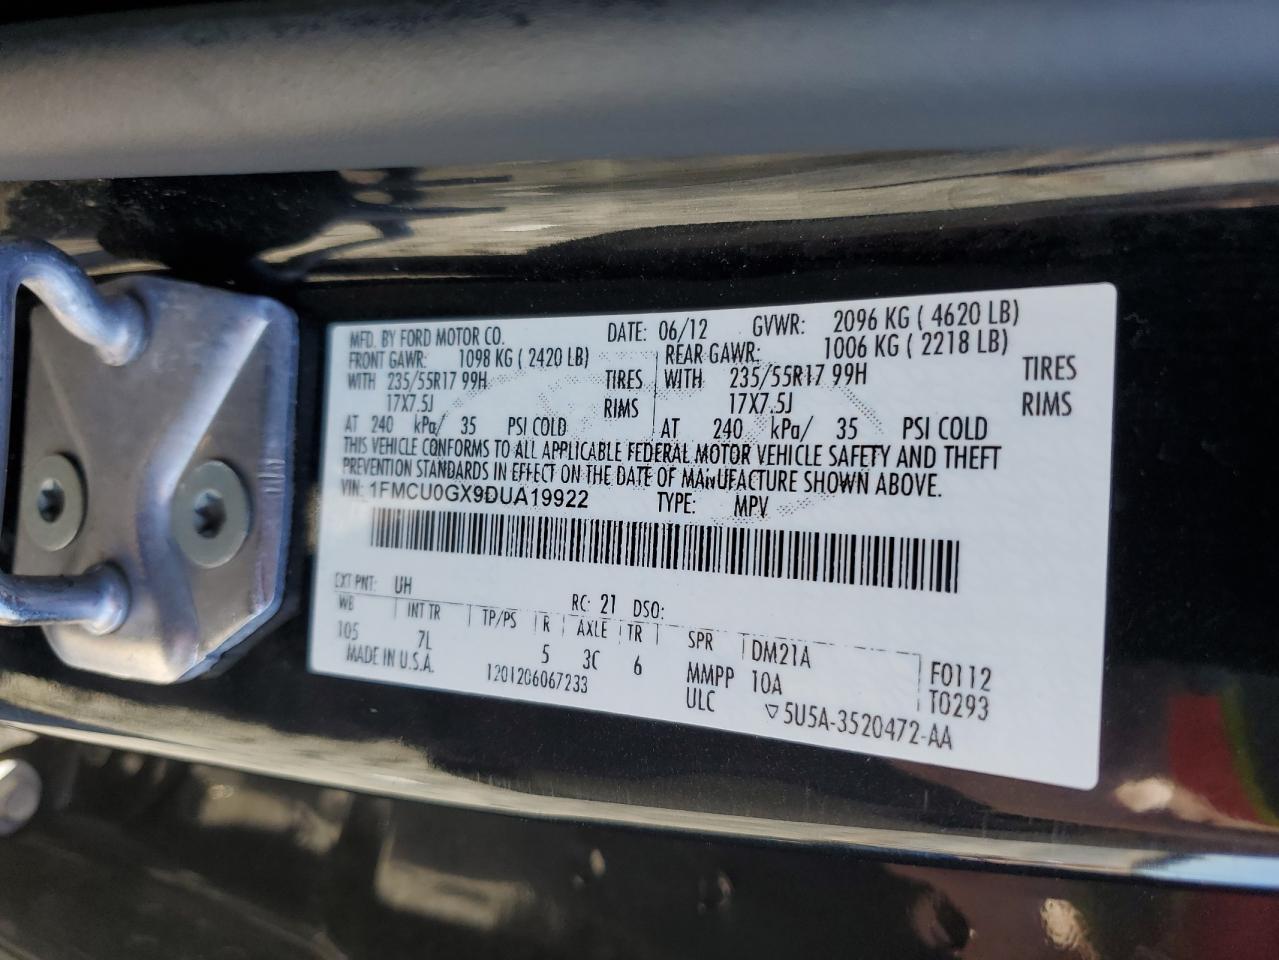 MFD. BY FORD MOTOR CO. DATE: 06/12 GVWR: 2096 KG ( 4620 LB)
FRONT GAWR: 1098 KG ( 2420 LB) REAR GAWR: 1006 KG ( 2218 LB)
WITH 235/55R17 99H TIRES WITH 235/55R17 99H TIRES
17X7.5J RIMS 17X7.5J RIMS
AT 240 kPa/ 35 PSI COLD AT 240 kPa/ 35 PSI COLD
THIS VEHICLE CONFORMS TO ALL APPLICABLE FEDERAL MOTOR VEHICLE SAFETY AND THEFT
PREVENTION STANDARDS IN EFFECT ON THE DATE OF MANUFACTURE SHOWN ABOVE.
VIN: 1FMCU0GX9DUA19922 TYPE: MPV
EXT PNT: UH RC: 21 DSO:
WB INT TR TP/PS R AXLE TR SPR DM21A F0112
105 7L 5 3C 6 MMPP 10A T0293
MADE IN U.S.A. 1201206067233 ULC ▽5U5A-3520472-AA